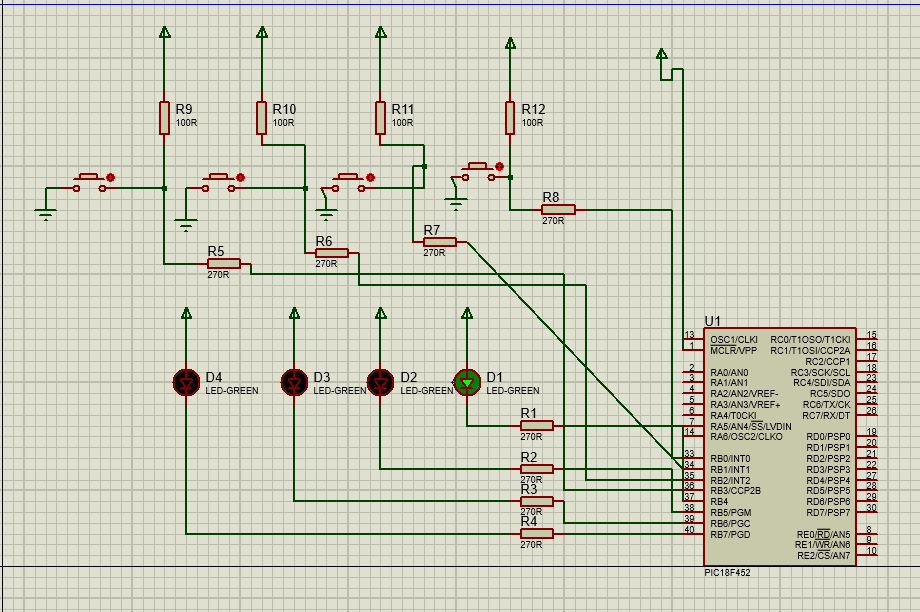 R9
100R
R10
100R
R11
100R
R12
100R
R8
270R
R7
270R
R6
270R
R5
270R
D4
LED-GREEN
D3
LED-GREEN
D2
LED-GREEN
D1
LED-GREEN
R1
270R
R2
270R
R3
270R
R4
270R
U1
13 OSC1/CLKI RC0/T1OSO/T1CKI 15
1 MCLR/VPP RC1/T1OSI/CCP2A 16
RC2/CCP1 17
2 RA0/AN0 RC3/SCK/SCL 18
3 RA1/AN1 RC4/SDI/SDA 23
4 RA2/AN2/VREF- RC5/SDO 24
5 RA3/AN3/VREF+ RC6/TX/CK 25
6 RA4/T0CKI RC7/RX/DT 26
7 RA5/AN4/SS/LVDIN
14 RA6/OSC2/CLKO RD0/PSP0 19
RD1/PSP1 20
33 RB0/INT0 RD2/PSP2 21
34 RB1/INT1 RD3/PSP3 22
35 RB2/INT2 RD4/PSP4 27
36 RB3/CCP2B RD5/PSP5 28
37 RB4 RD6/PSP6 29
38 RB5/PGM RD7/PSP7 30
39 RB6/PGC
40 RB7/PGD RE0/RD/AN5 8
RE1/WR/AN6 9
RE2/CS/AN7 10
PIC18F452